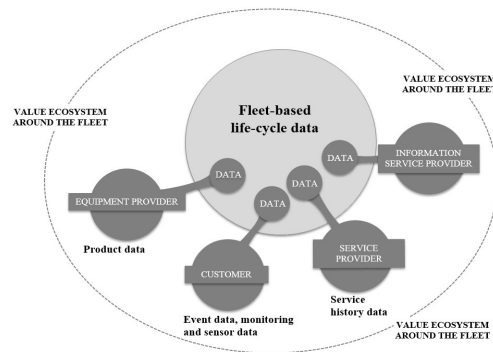 VALUE ECOSYSTEM
AROUND THE FLEET
VALUE ECOSYSTEM
AROUND THE FLEET
Fleet-based
life-cycle data
DATA
INFORMATION
SERVICE PROVIDER
DATA
DATA
DATA
EQUIPMENT PROVIDER
Product data
SERVICE
PROVIDER
CUSTOMER
Service
history data
Event data, monitoring
and sensor data
VALUE ECOSYSTEM
AROUND THE FLEET